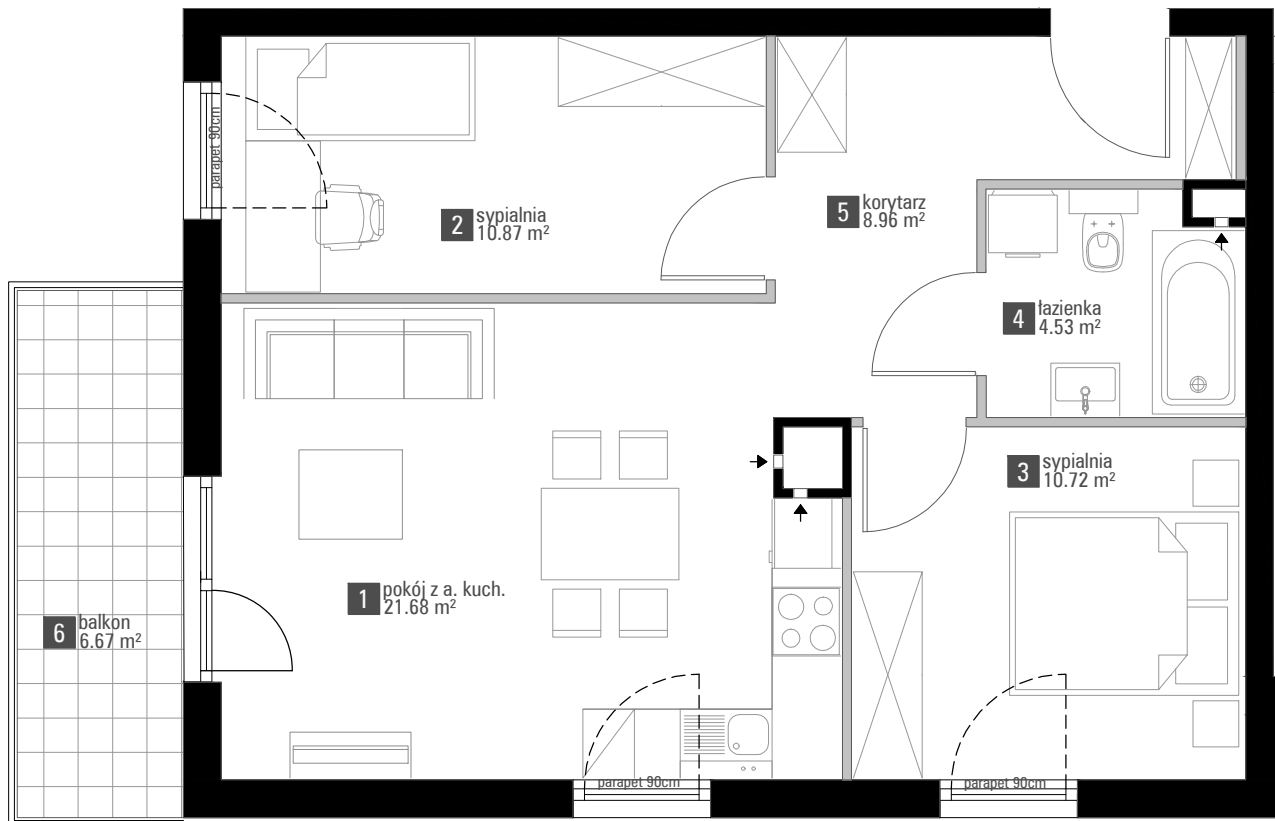 parapet 90cm
2 sypialnia
10.87 m²
5 korytarz
8.96 m²
4 łazienka
4.53 m²
3 sypialnia
10.72 m²
1 pokój z a. kuch.
21.68 m²
6 balkon
6.67 m²
parapet 90cm
parapet 90cm